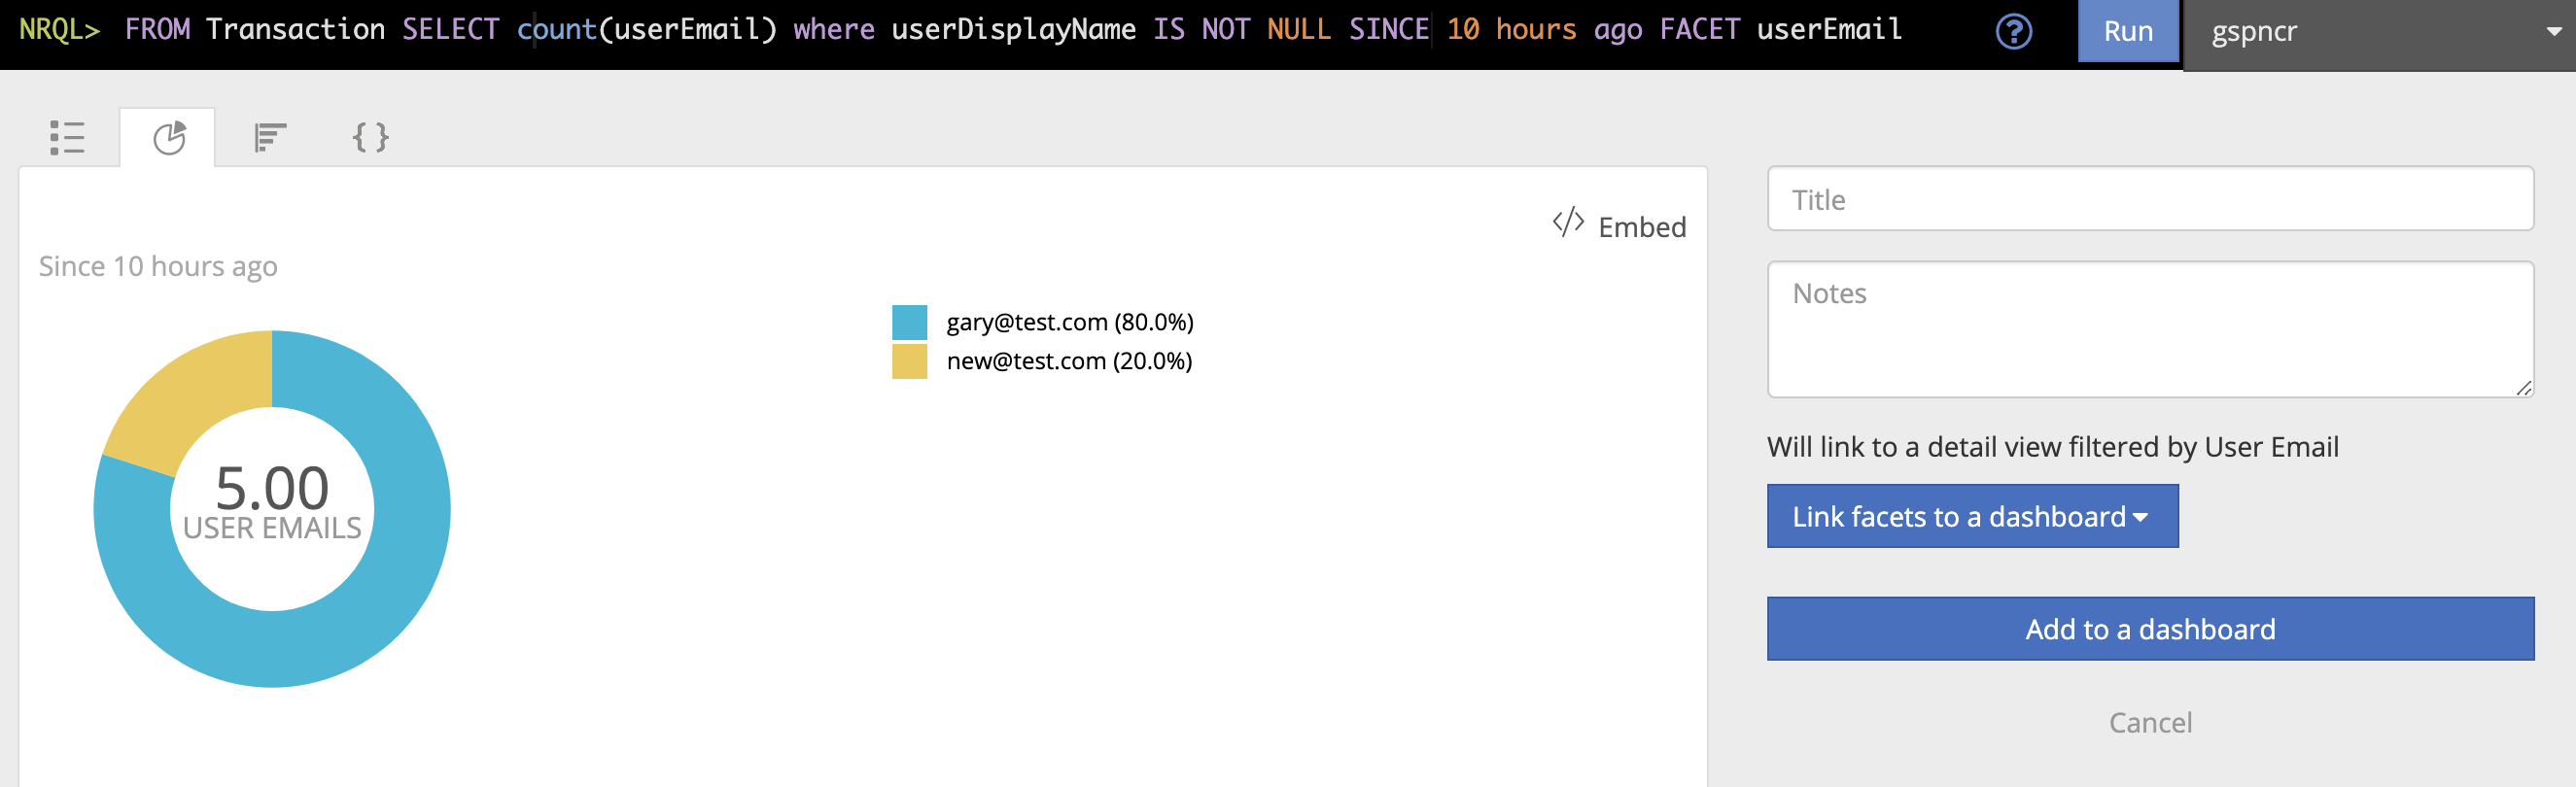 NRQL> FROM Transaction SELECT count(userEmail) where userDisplayName IS NOT NULL SINCE 10 hours ago FACET userEmail
?
Run
gspncr
{ }
</> Embed
Since 10 hours ago
gary@test.com (80.0%)
new@test.com (20.0%)
5.00
USER EMAILS
Title
Notes
Will link to a detail view filtered by User Email
Link facets to a dashboard
Add to a dashboard
Cancel